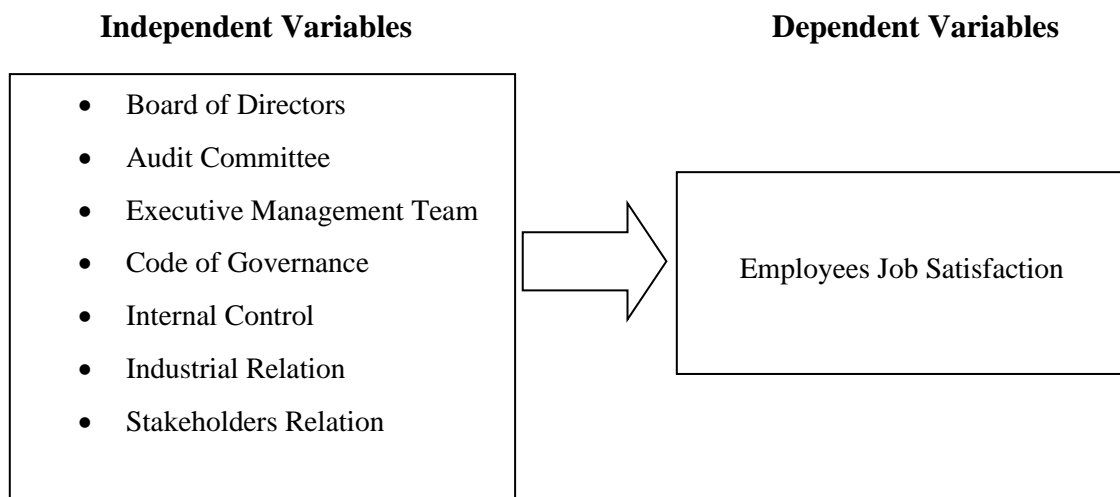 Independent Variables
Dependent Variables
• Board of Directors
• Audit Committee
• Executive Management Team
• Code of Governance
• Internal Control
• Industrial Relation
• Stakeholders Relation
Employees Job Satisfaction